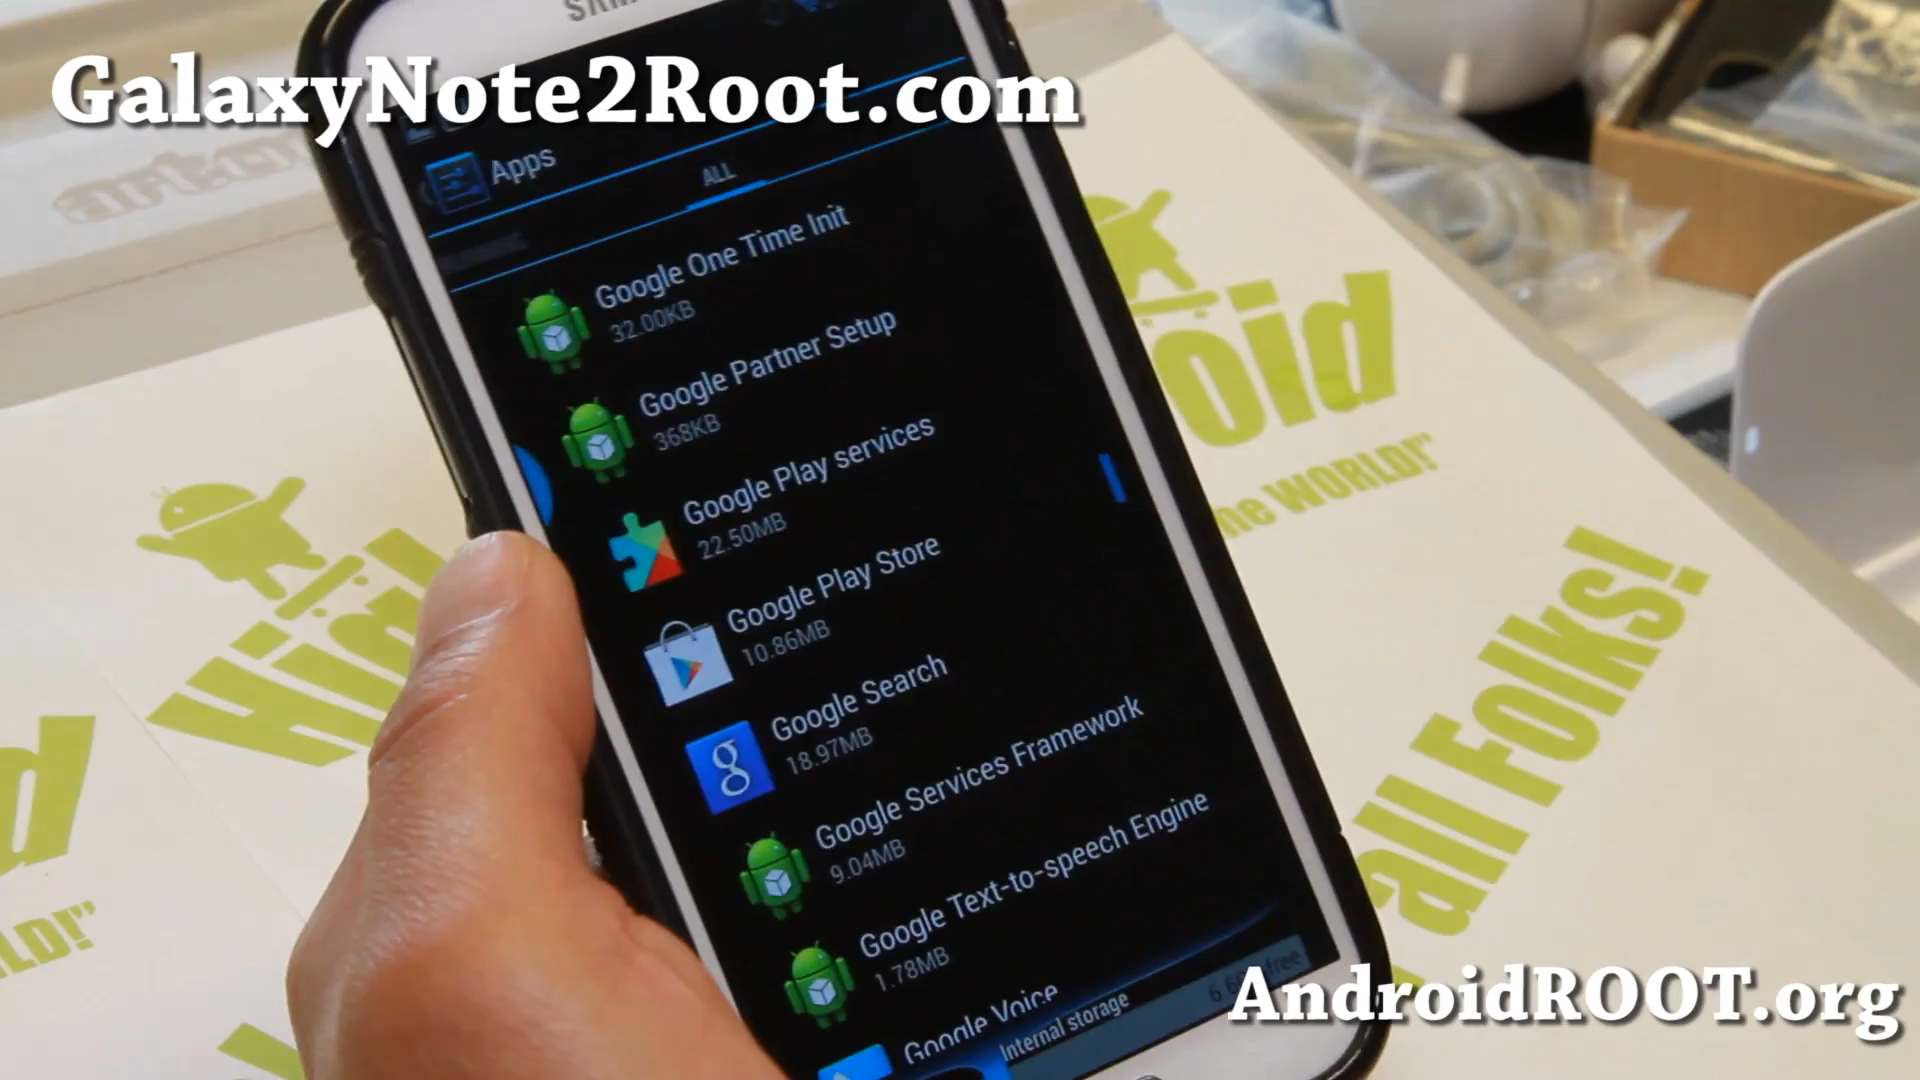 GalaxyNote2Root.com
Apps
ALL
Google One Time Init
32.00KB
Google Partner Setup
368KB
Google Play services
22.50MB
Google Play Store
10.86MB
Google Search
18.97MB
Google Services Framework
9.04MB
Google Text-to-speech Engine
1.78MB
Google Voice
Internal storage
free
oid
WORLD!"
all Folks!
AndroidROOT.org